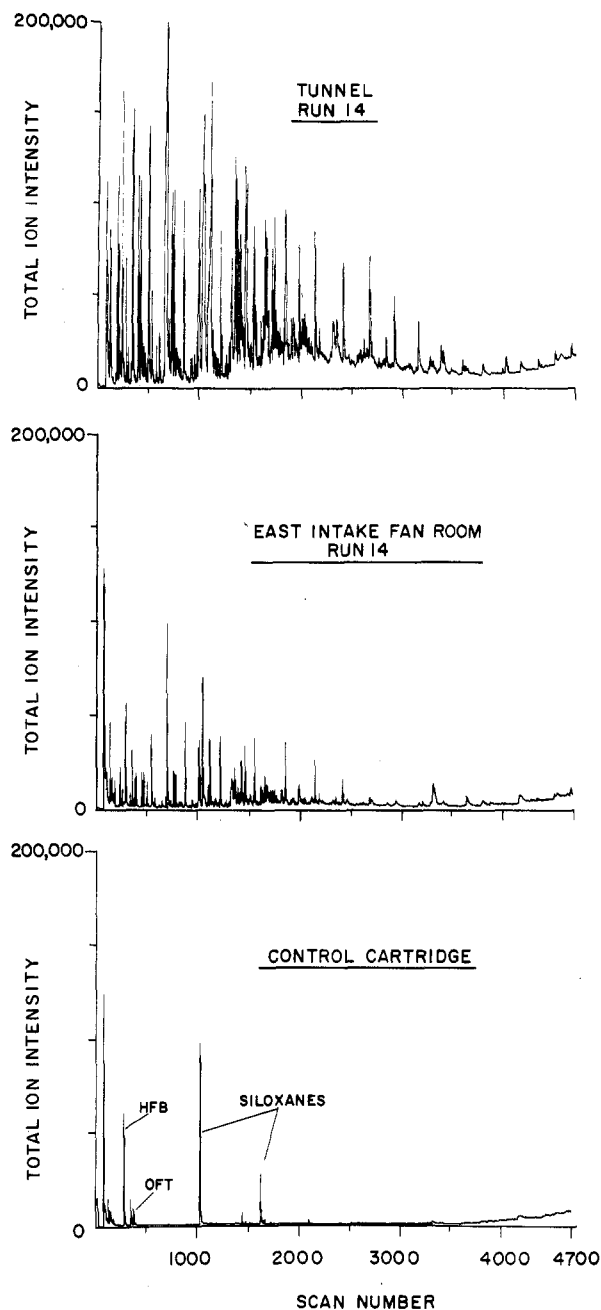 200,000
TUNNEL
RUN 14
TOTAL ION INTENSITY
0
200,000
EAST INTAKE FAN ROOM
RUN 14
TOTAL ION INTENSITY
0
200,000
CONTROL CARTRIDGE
TOTAL ION INTENSITY
HFB
SILOXANES
OFT
0
1000 2000 3000 4000 4700
SCAN NUMBER